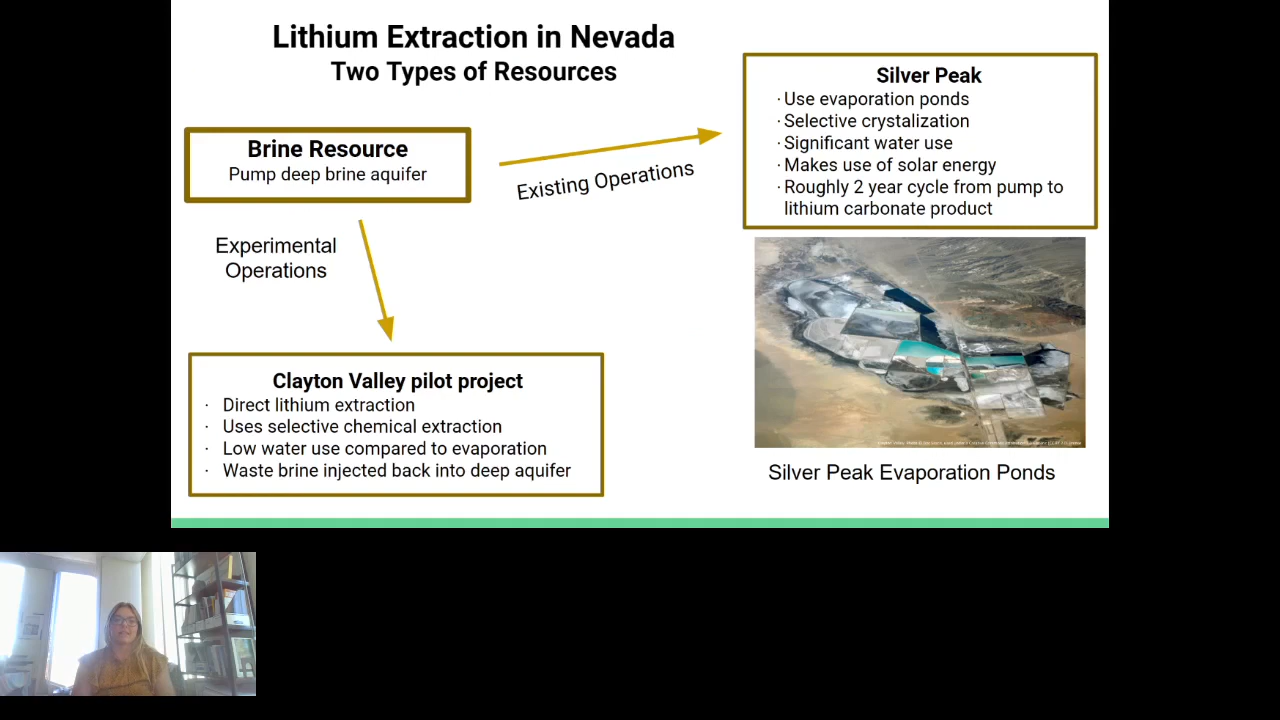 Lithium Extraction in Nevada
Two Types of Resources
Brine Resource
Pump deep brine aquifer
Existing Operations
Silver Peak
· Use evaporation ponds
· Selective crystalization
· Significant water use
· Makes use of solar energy
· Roughly 2 year cycle from pump to
lithium carbonate product
Experimental
Operations
Clayton Valley pilot project
· Direct lithium extraction
· Uses selective chemical extraction
· Low water use compared to evaporation
· Waste brine injected back into deep aquifer
Silver Peak Evaporation Ponds